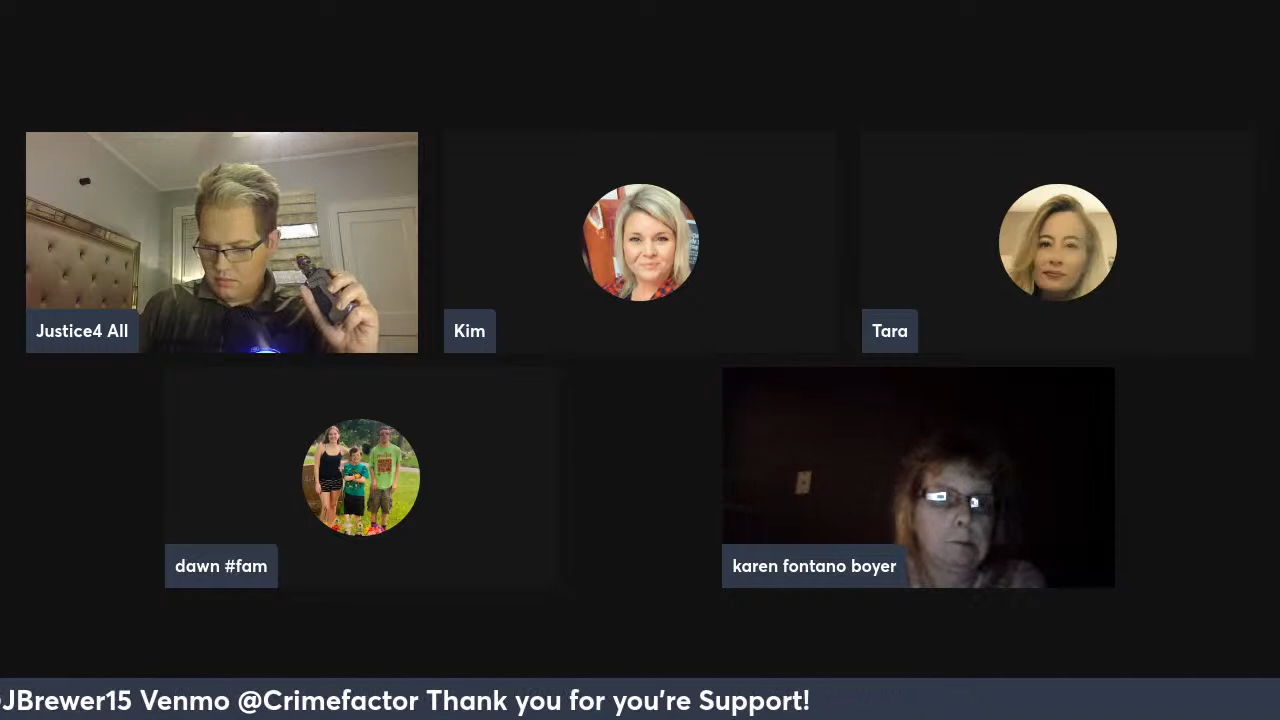 Justice4 All
Kim
Tara
dawn #fam
karen fontano boyer
JBrewer15 Venmo @Crimefactor Thank you for you're Support!